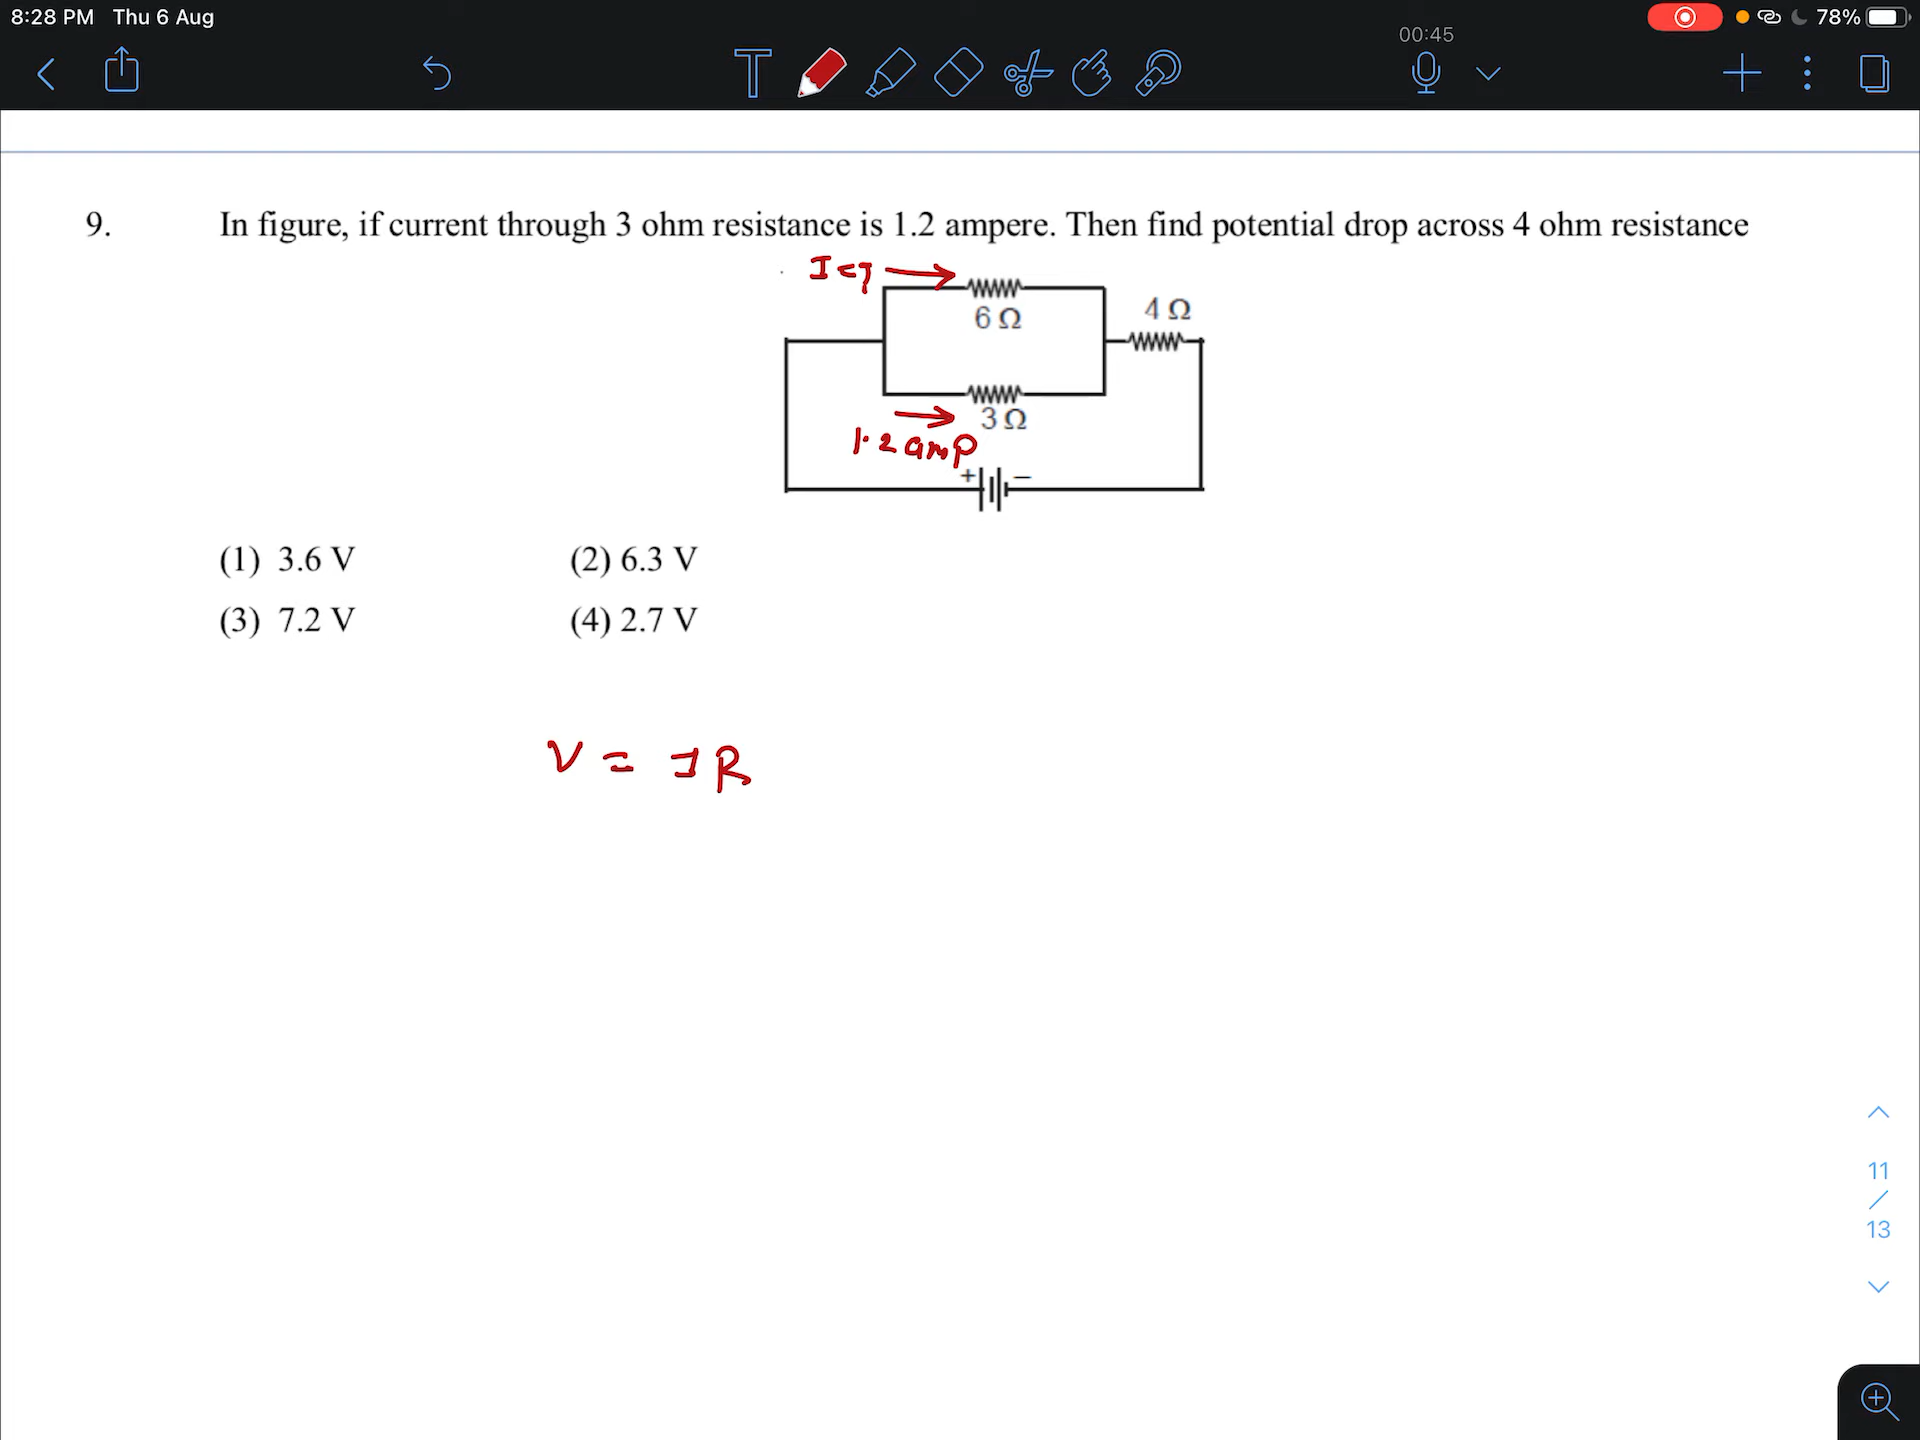 8:28 PM Thu 6 Aug
78%
00:45
T
9. In figure, if current through 3 ohm resistance is 1.2 ampere. Then find potential drop across 4 ohm resistance
6 Ω
4 Ω
3 Ω
1.2 amp
+ −
(1) 3.6 V (2) 6.3 V
(3) 7.2 V (4) 2.7 V
V = IR
11
/
13